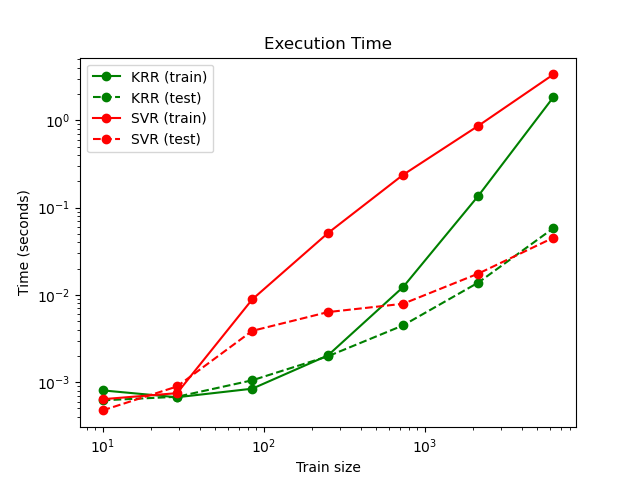 Execution Time
KRR (train)
KRR (test)
SVR (train)
SVR (test)
10⁰
10⁻¹
10⁻²
10⁻³
Time (seconds)
10¹
10²
10³
Train size